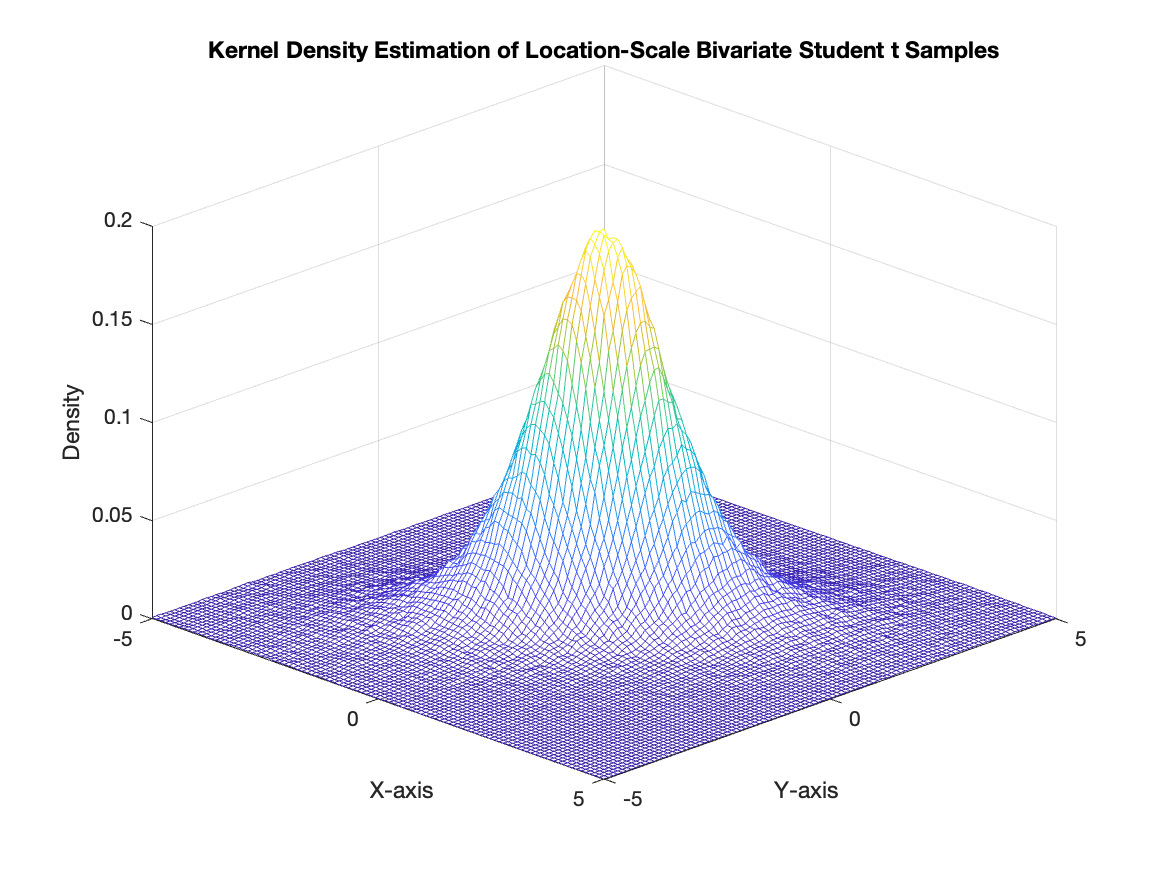 Kernel Density Estimation of Location-Scale Bivariate Student t Samples
0.2
0.15
0.1
0.05
0
Density
-5
0
5
X-axis
-5
0
5
Y-axis